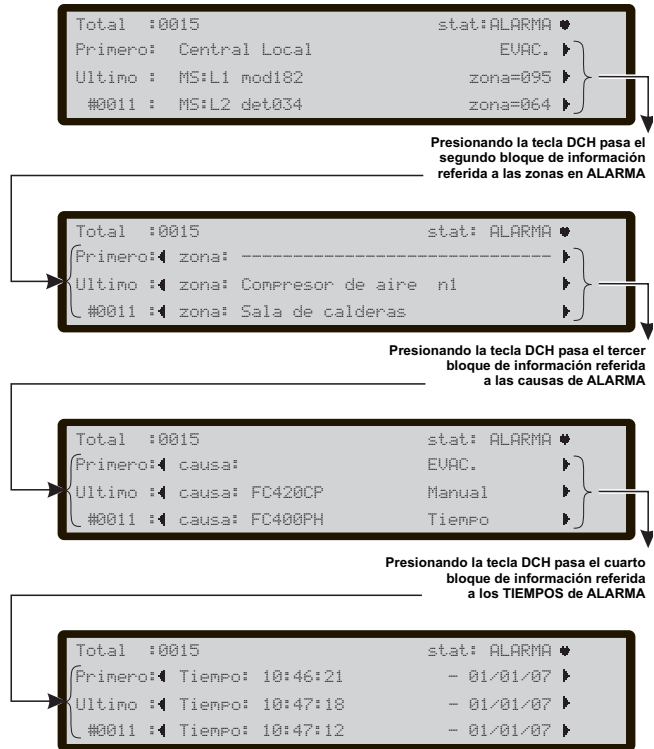 Total :0015 stat:ALARMA ♥
Primero: Central Local EVAC.
Ultimo : MS:L1 mod182 zona=095
#0011 : MS:L2 det034 zona=064
Presionando la tecla DCH pasa el
segundo bloque de información
referida a las zonas en ALARMA
Total :0015 stat: ALARMA ♥
Primero: zona: ------------------------------
Ultimo : zona: Compresor de aire n1
#0011 : zona: Sala de calderas
Presionando la tecla DCH pasa el tercer
bloque de información referida
a las causas de ALARMA
Total :0015 stat: ALARMA ♥
Primero: causa: EVAC.
Ultimo : causa: FC420CP Manual
#0011 : causa: FC400PH Tiempo
Presionando la tecla DCH pasa el cuarto
bloque de información referida
a los TIEMPOS de ALARMA
Total :0015 stat: ALARMA ♥
Primero: Tiempo: 10:46:21 - 01/01/07
Ultimo : Tiempo: 10:47:18 - 01/01/07
#0011 : Tiempo: 10:47:12 - 01/01/07